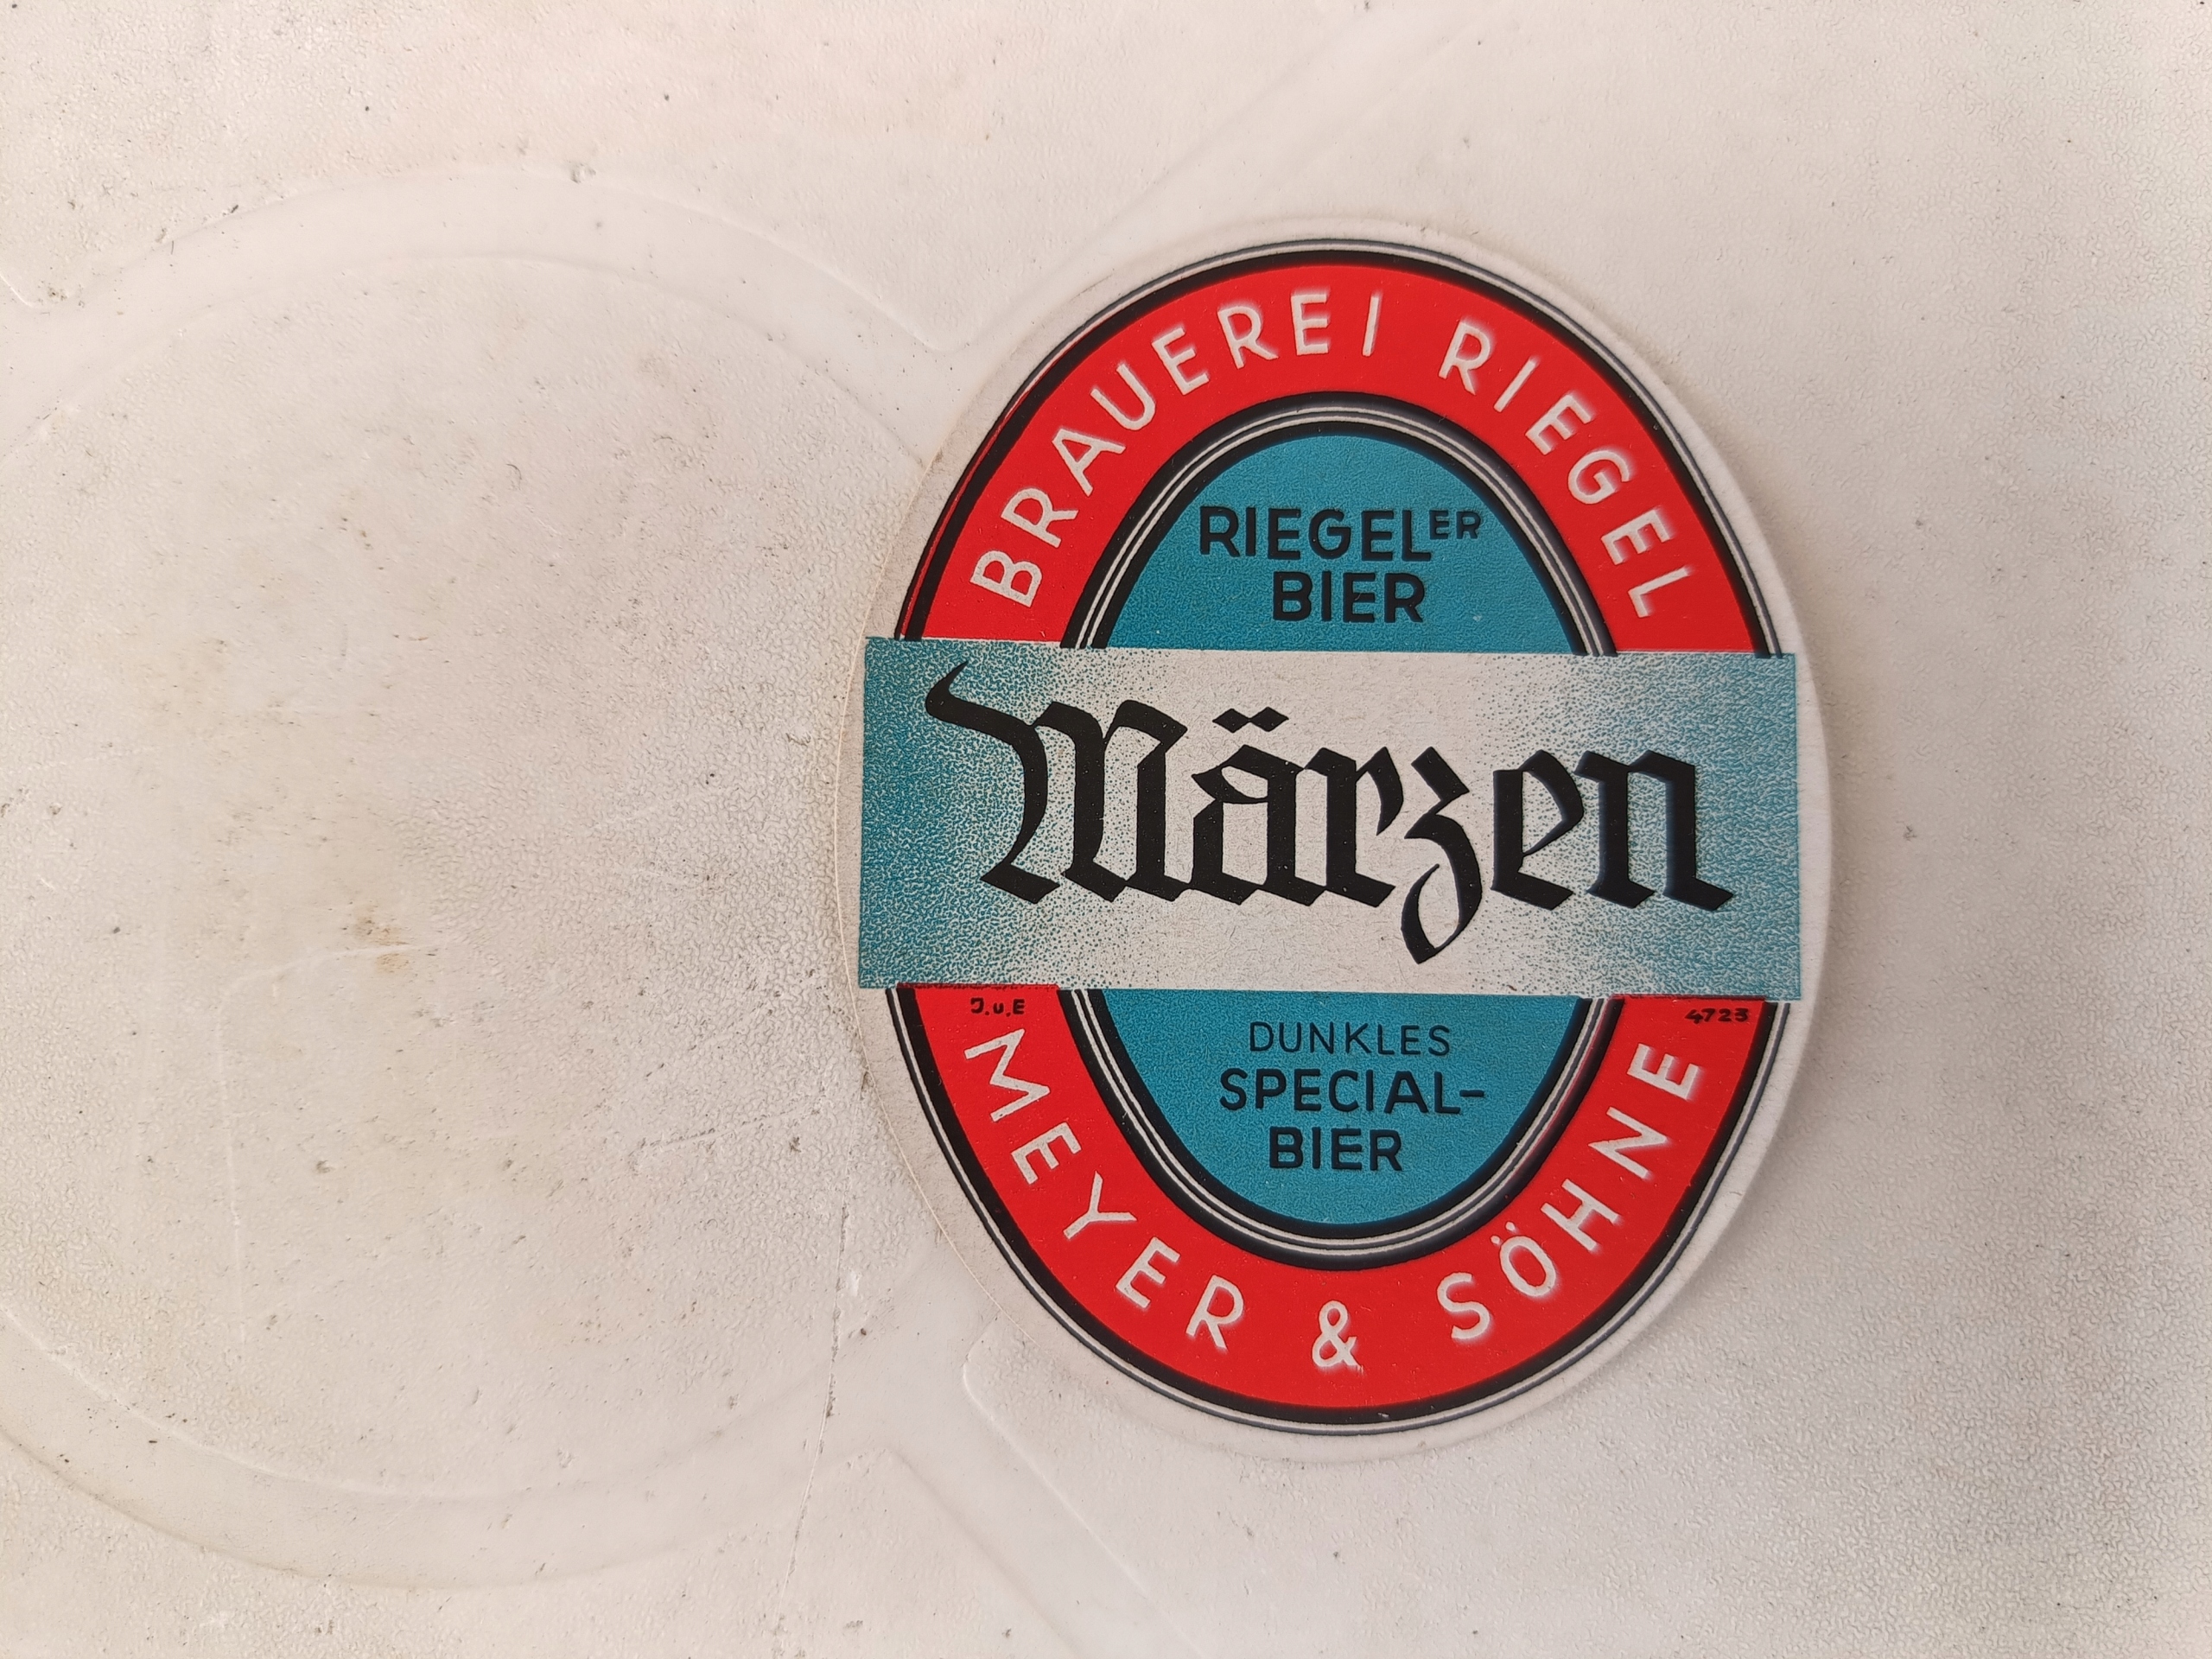 BRAUEREI RIEGEL
RIEGELER
BIER
Märzen
J.u.E
4723
DUNKLES
SPECIAL-
BIER
MEYER & SÖHNE